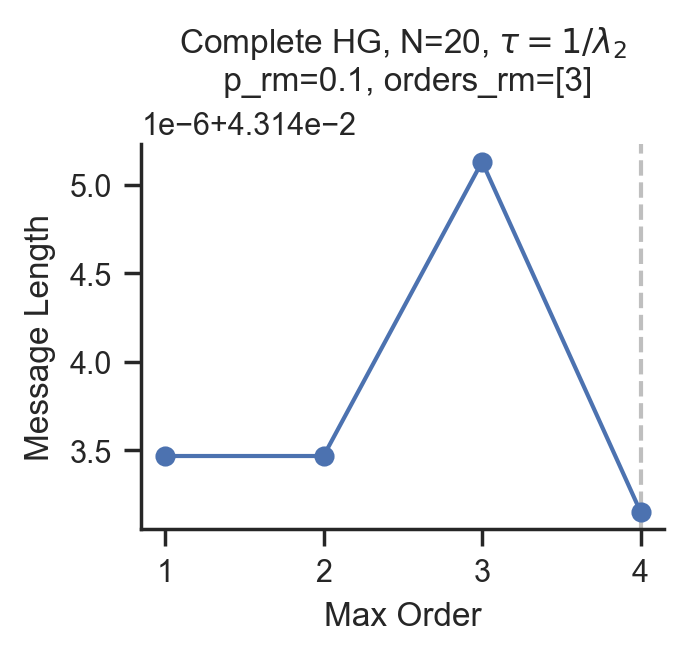 Complete HG, N=20, τ = 1/λ₂
p_rm=0.1, orders_rm=[3]
1e−6+4.314e−2
5.0
4.5
4.0
3.5
Message Length
1 2 3 4
Max Order